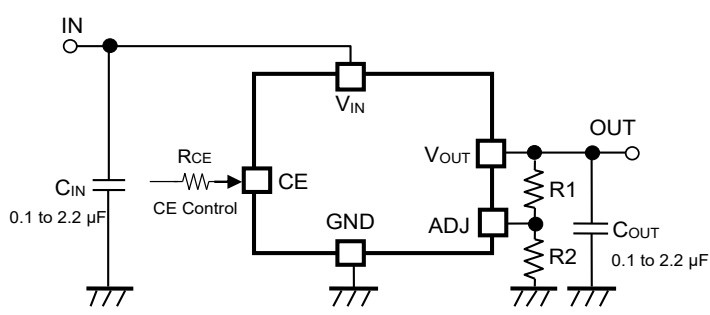 IN
VIN
OUT
VOUT
RCE
CE
R1
CIN
CE Control
0.1 to 2.2 µF
GND
ADJ
COUT
R2
0.1 to 2.2 µF